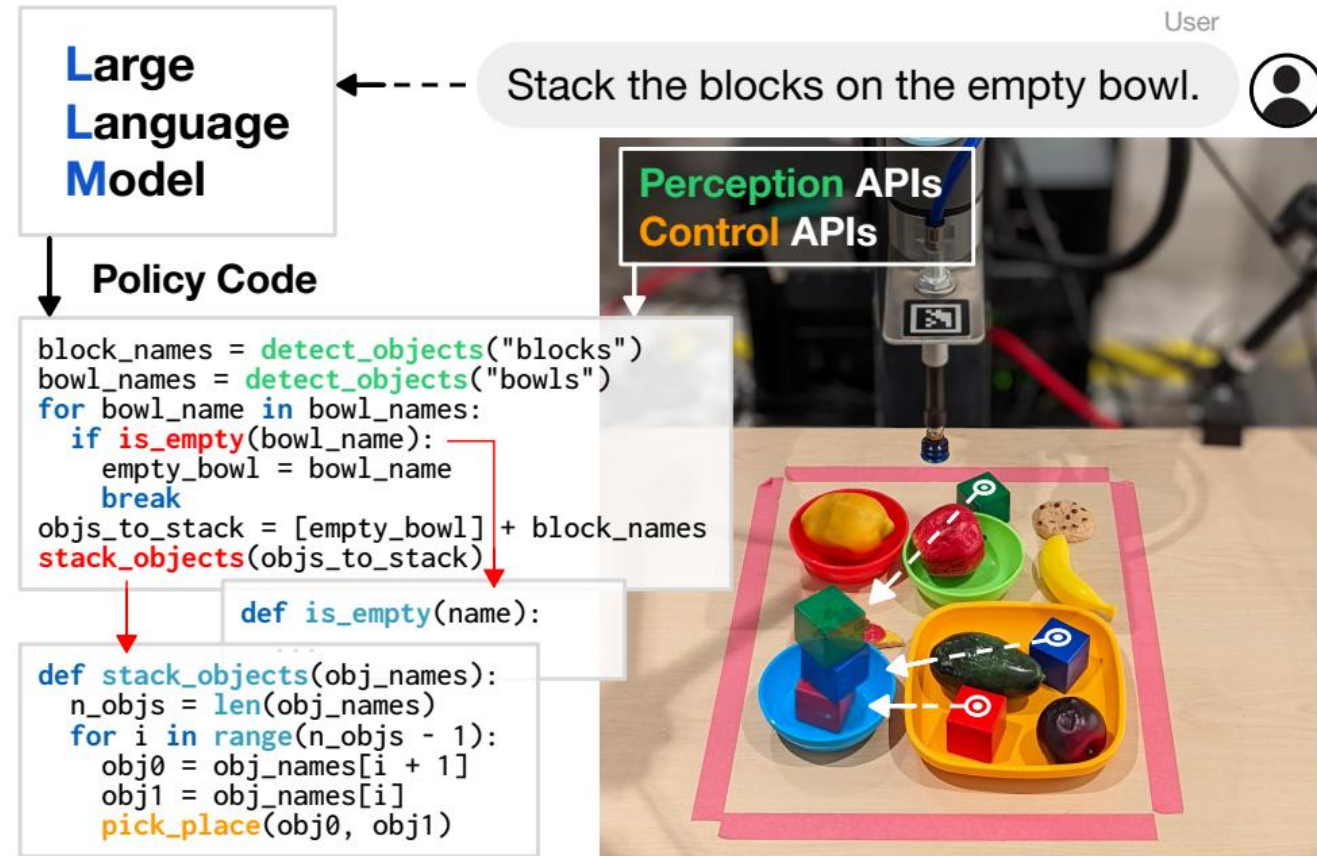 User
Stack the blocks on the empty bowl.
Large
Language
Model
Perception APIs
Control APIs
Policy Code
block_names = detect_objects("blocks")
bowl_names = detect_objects("bowls")
for bowl_name in bowl_names:
  if is_empty(bowl_name):
    empty_bowl = bowl_name
    break
objs_to_stack = [empty_bowl] + block_names
stack_objects(objs_to_stack)
def is_empty(name):
...
def stack_objects(obj_names):
  n_objs = len(obj_names)
  for i in range(n_objs - 1):
    obj0 = obj_names[i + 1]
    obj1 = obj_names[i]
    pick_place(obj0, obj1)